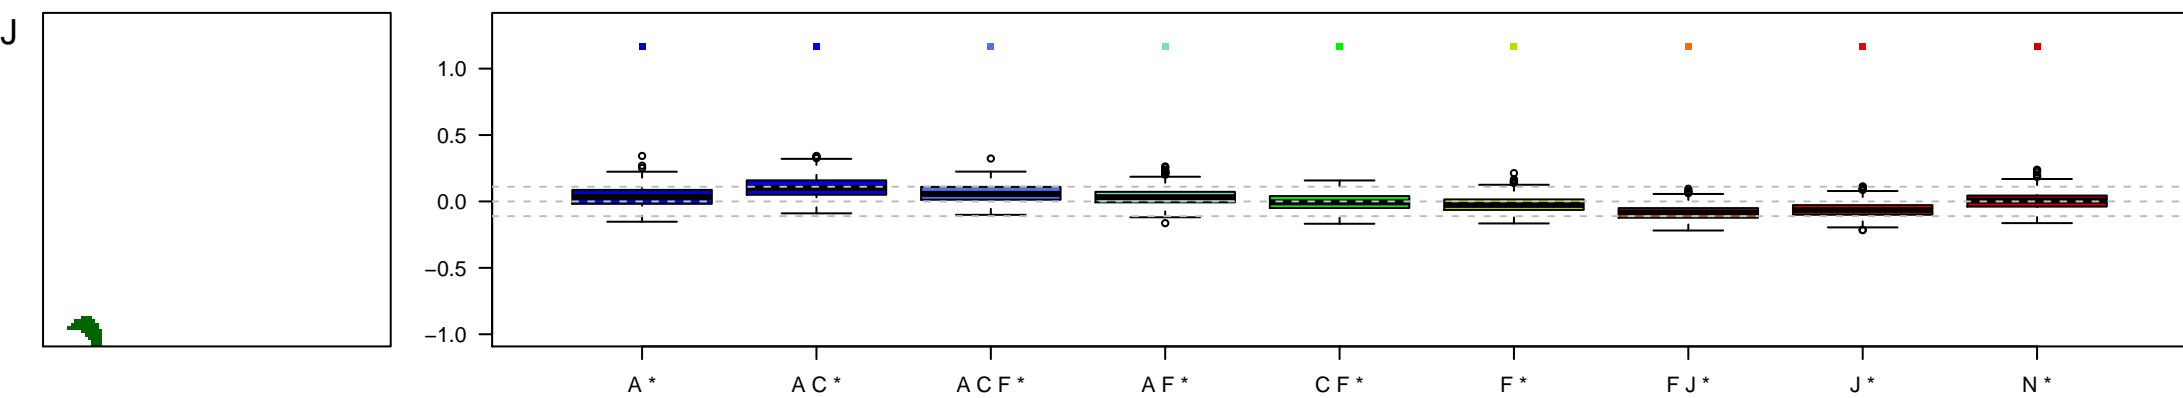 J
1.0
0.5
0.0
−0.5
−1.0
A *
A C *
A C F *
A F *
C F *
F *
F J *
J *
N *